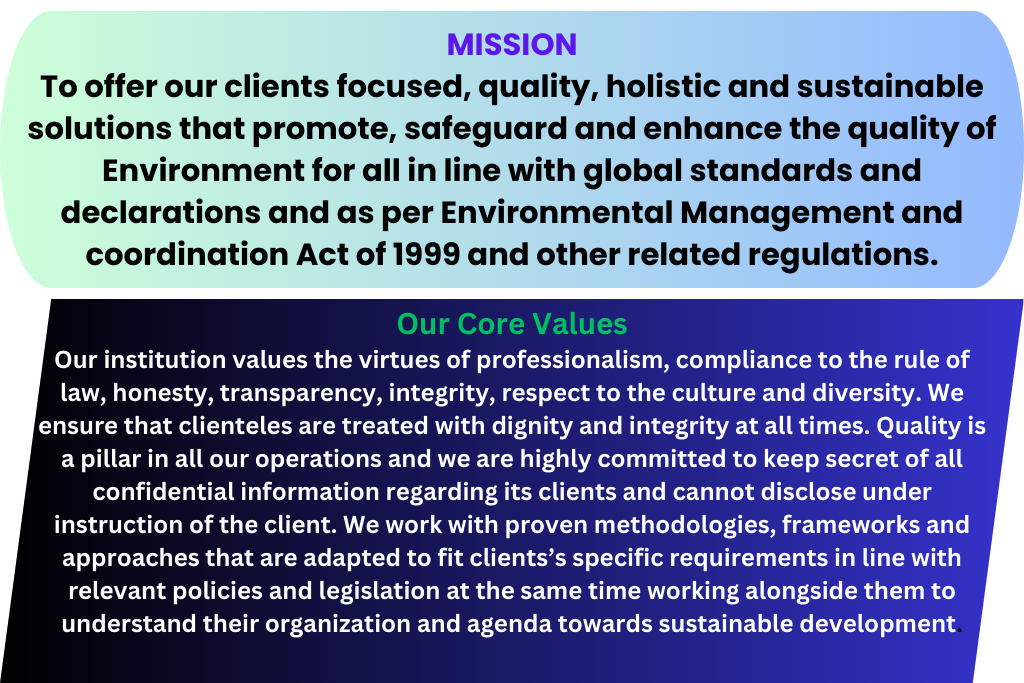 MISSION
To offer our clients focused, quality, holistic and sustainable
solutions that promote, safeguard and enhance the quality of
Environment for all in line with global standards and
declarations and as per Environmental Management and
coordination Act of 1999 and other related regulations.
Our Core Values
Our institution values the virtues of professionalism, compliance to the rule of
law, honesty, transparency, integrity, respect to the culture and diversity. We
ensure that clienteles are treated with dignity and integrity at all times. Quality is
a pillar in all our operations and we are highly committed to keep secret of all
confidential information regarding its clients and cannot disclose under
instruction of the client. We work with proven methodologies, frameworks and
approaches that are adapted to fit clients’s specific requirements in line with
relevant policies and legislation at the same time working alongside them to
understand their organization and agenda towards sustainable development.